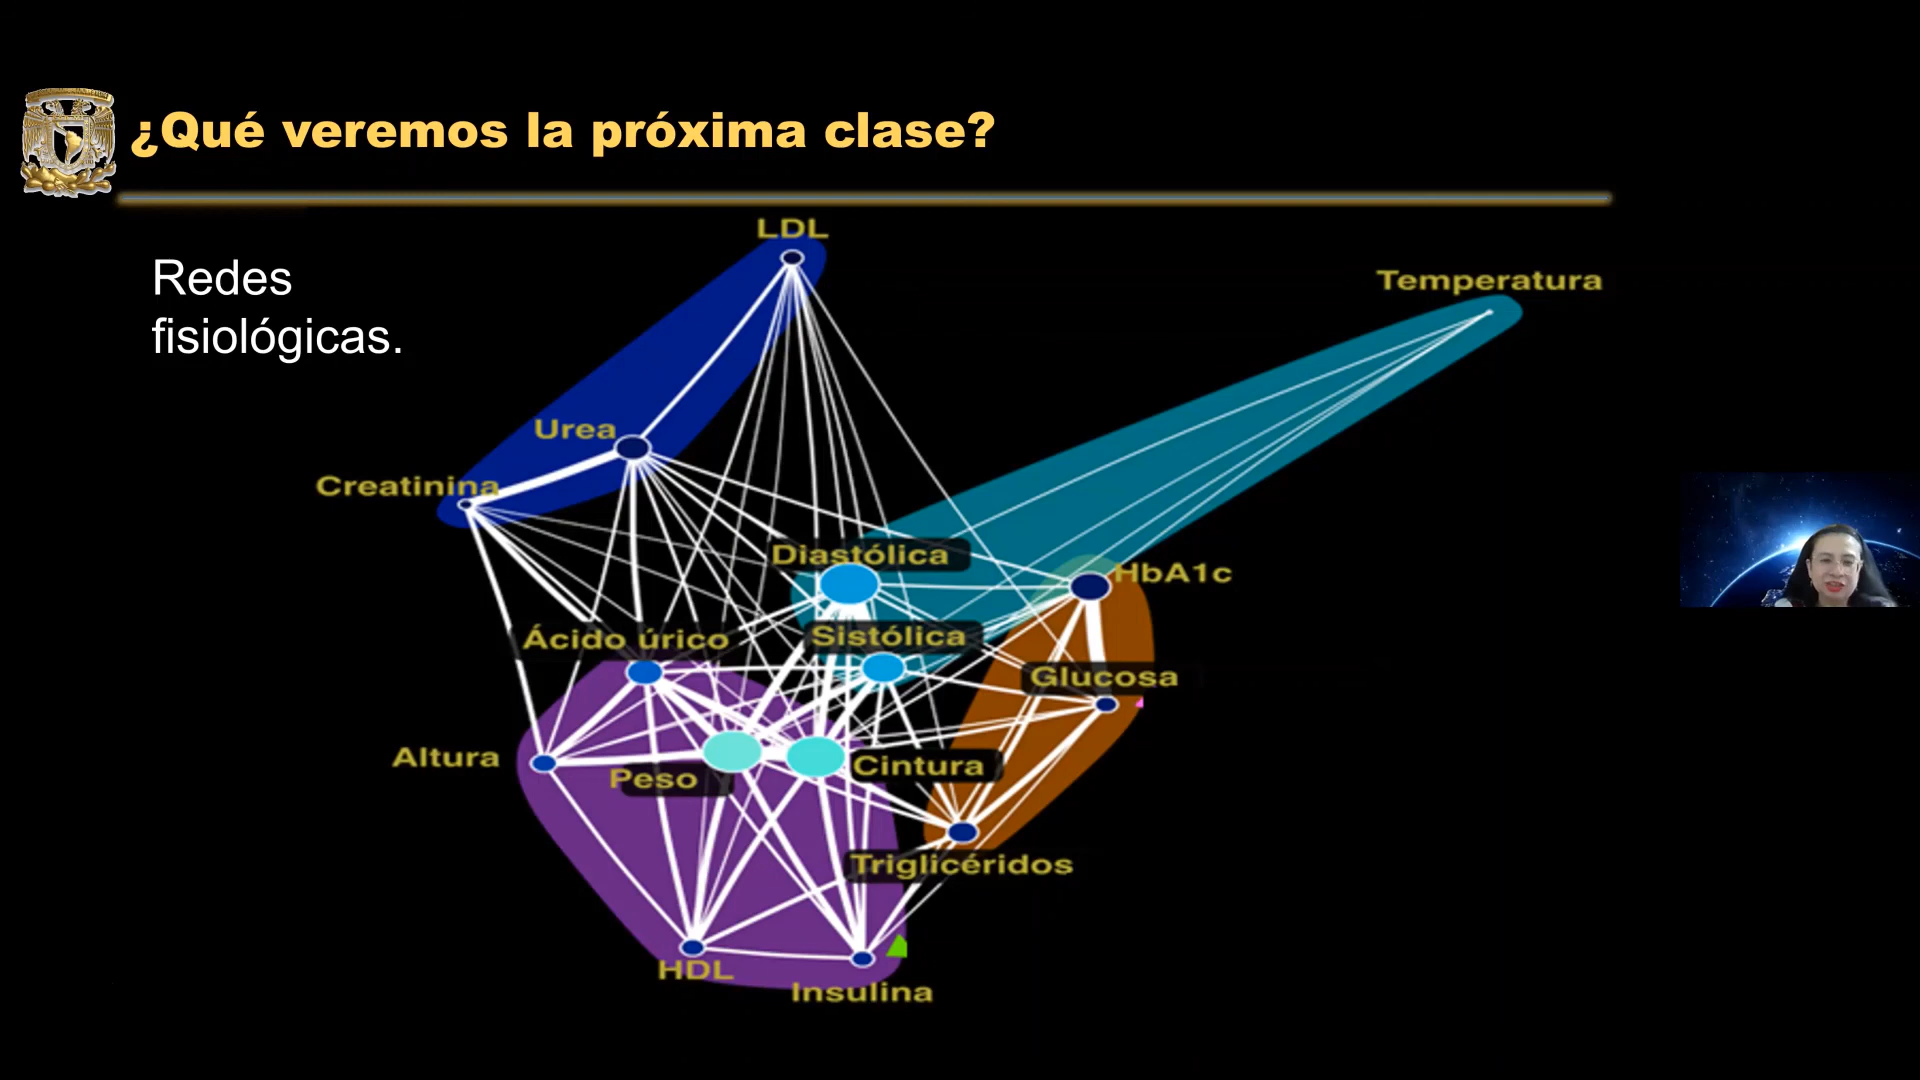 ¿Qué veremos la próxima clase?
Redes
fisiológicas.
LDL
Temperatura
Urea
Creatinina
Diastólica
HbA1c
Ácido úrico
Sistólica
Glucosa
Altura
Peso
Cintura
Triglicéridos
HDL
Insulina